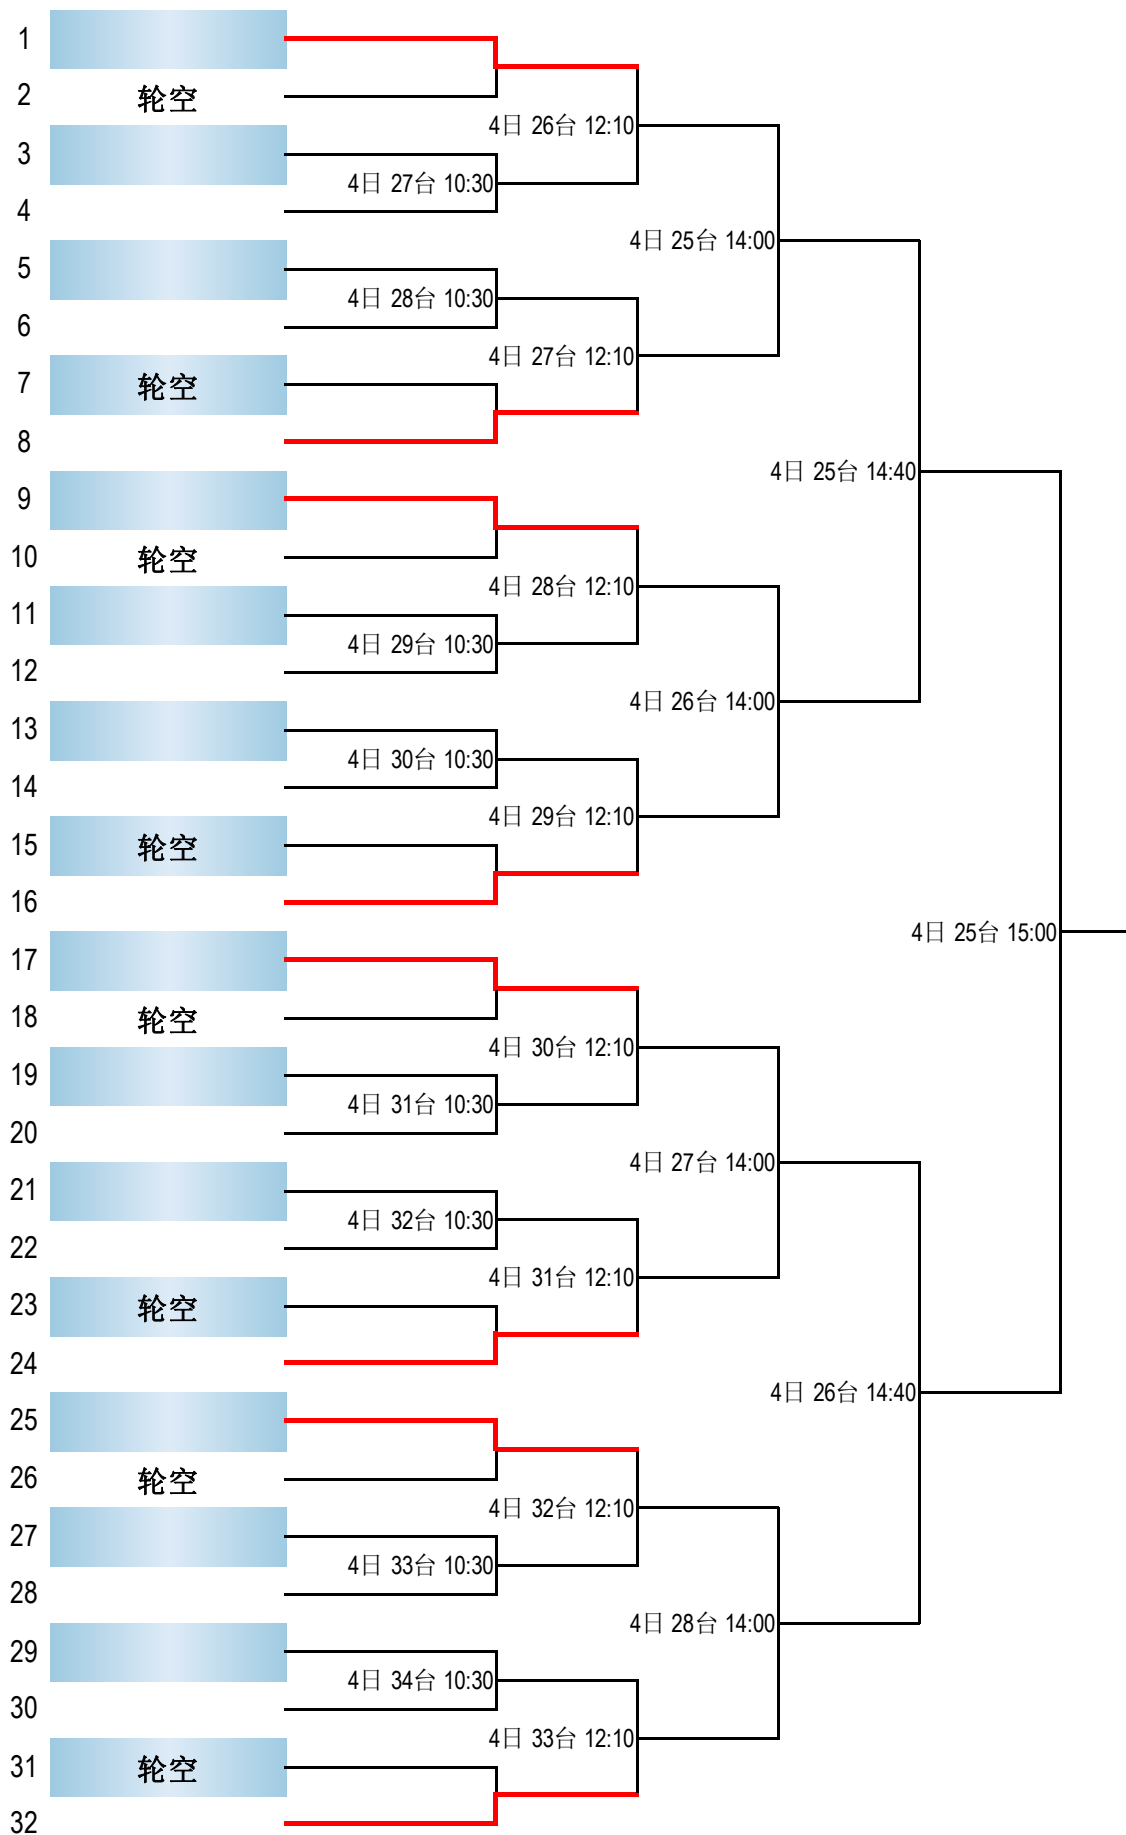 1
2 轮空
4日 26台 12:10
3
4日 27台 10:30
4
4日 25台 14:00
5
4日 28台 10:30
6
4日 27台 12:10
7 轮空
8
4日 25台 14:40
9
10 轮空
4日 28台 12:10
11
4日 29台 10:30
12
4日 26台 14:00
13
4日 30台 10:30
14
4日 29台 12:10
15 轮空
16
4日 25台 15:00
17
18 轮空
4日 30台 12:10
19
4日 31台 10:30
20
4日 27台 14:00
21
4日 32台 10:30
22
4日 31台 12:10
23 轮空
24
4日 26台 14:40
25
26 轮空
4日 32台 12:10
27
4日 33台 10:30
28
4日 28台 14:00
29
4日 34台 10:30
30
4日 33台 12:10
31 轮空
32